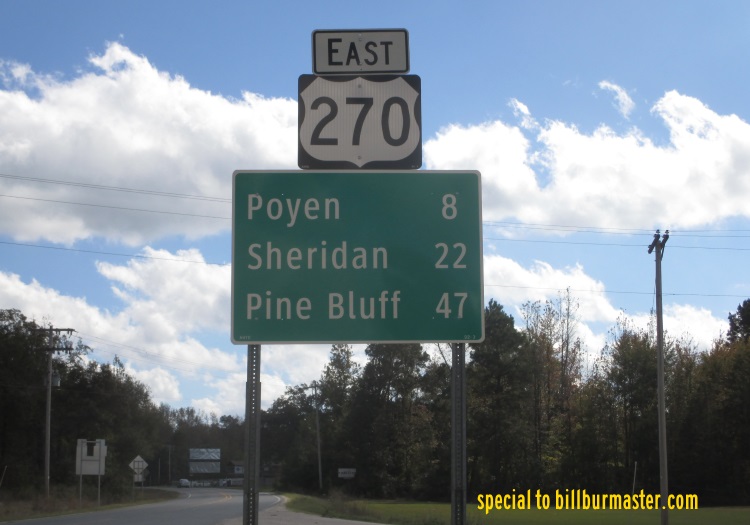 EAST
270
Poyen 8
Sheridan 22
Pine Bluff 47
special to billburmaster.com